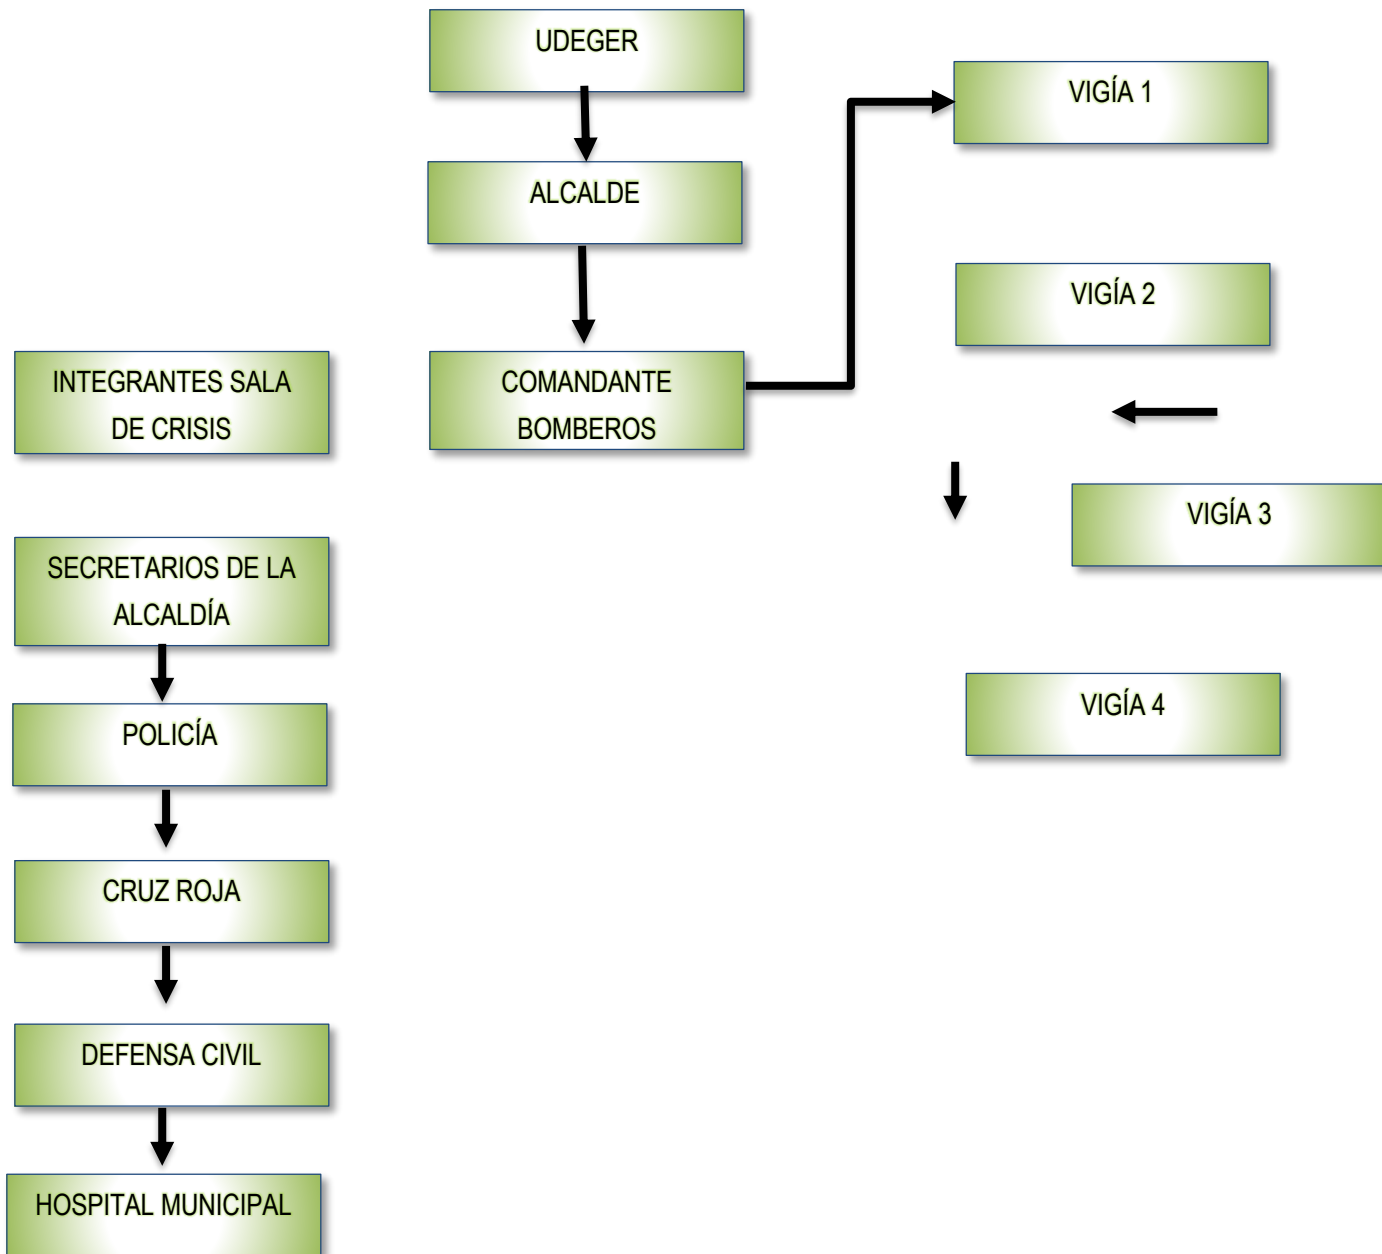 UDEGER
VIGÍA 1
ALCALDE
VIGÍA 2
INTEGRANTES SALA
DE CRISIS
COMANDANTE
BOMBEROS
VIGÍA 3
SECRETARIOS DE LA
ALCALDÍA
VIGÍA 4
POLICÍA
CRUZ ROJA
DEFENSA CIVIL
HOSPITAL MUNICIPAL